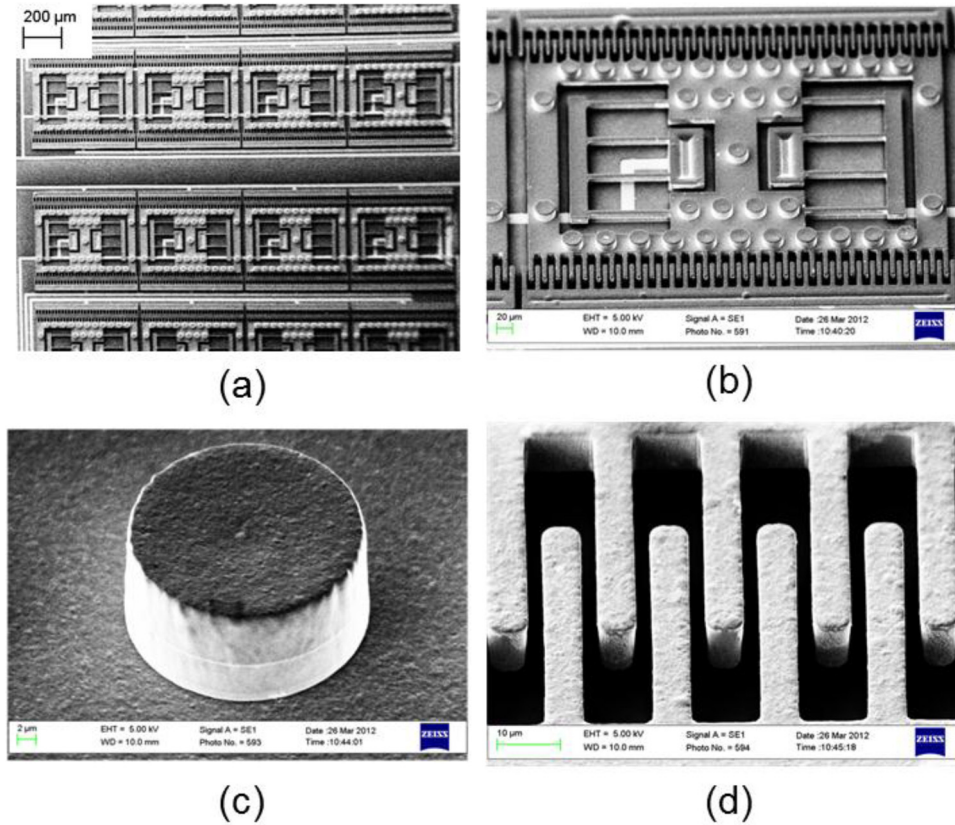 200 µm
20 µm
EHT = 5.00 kV
WD = 10.0 mm
Signal A = SE1
Photo No. = 591
Date :26 Mar 2012
Time :10:40:20
ZEISS
(a)
(b)
2 µm
EHT = 5.00 kV
WD = 10.0 mm
Signal A = SE1
Photo No. = 593
Date :26 Mar 2012
Time :10:44:01
ZEISS
10 µm
EHT = 5.00 kV
WD = 10.0 mm
Signal A = SE1
Photo No. = 594
Date :26 Mar 2012
Time :10:45:18
ZEISS
(c)
(d)